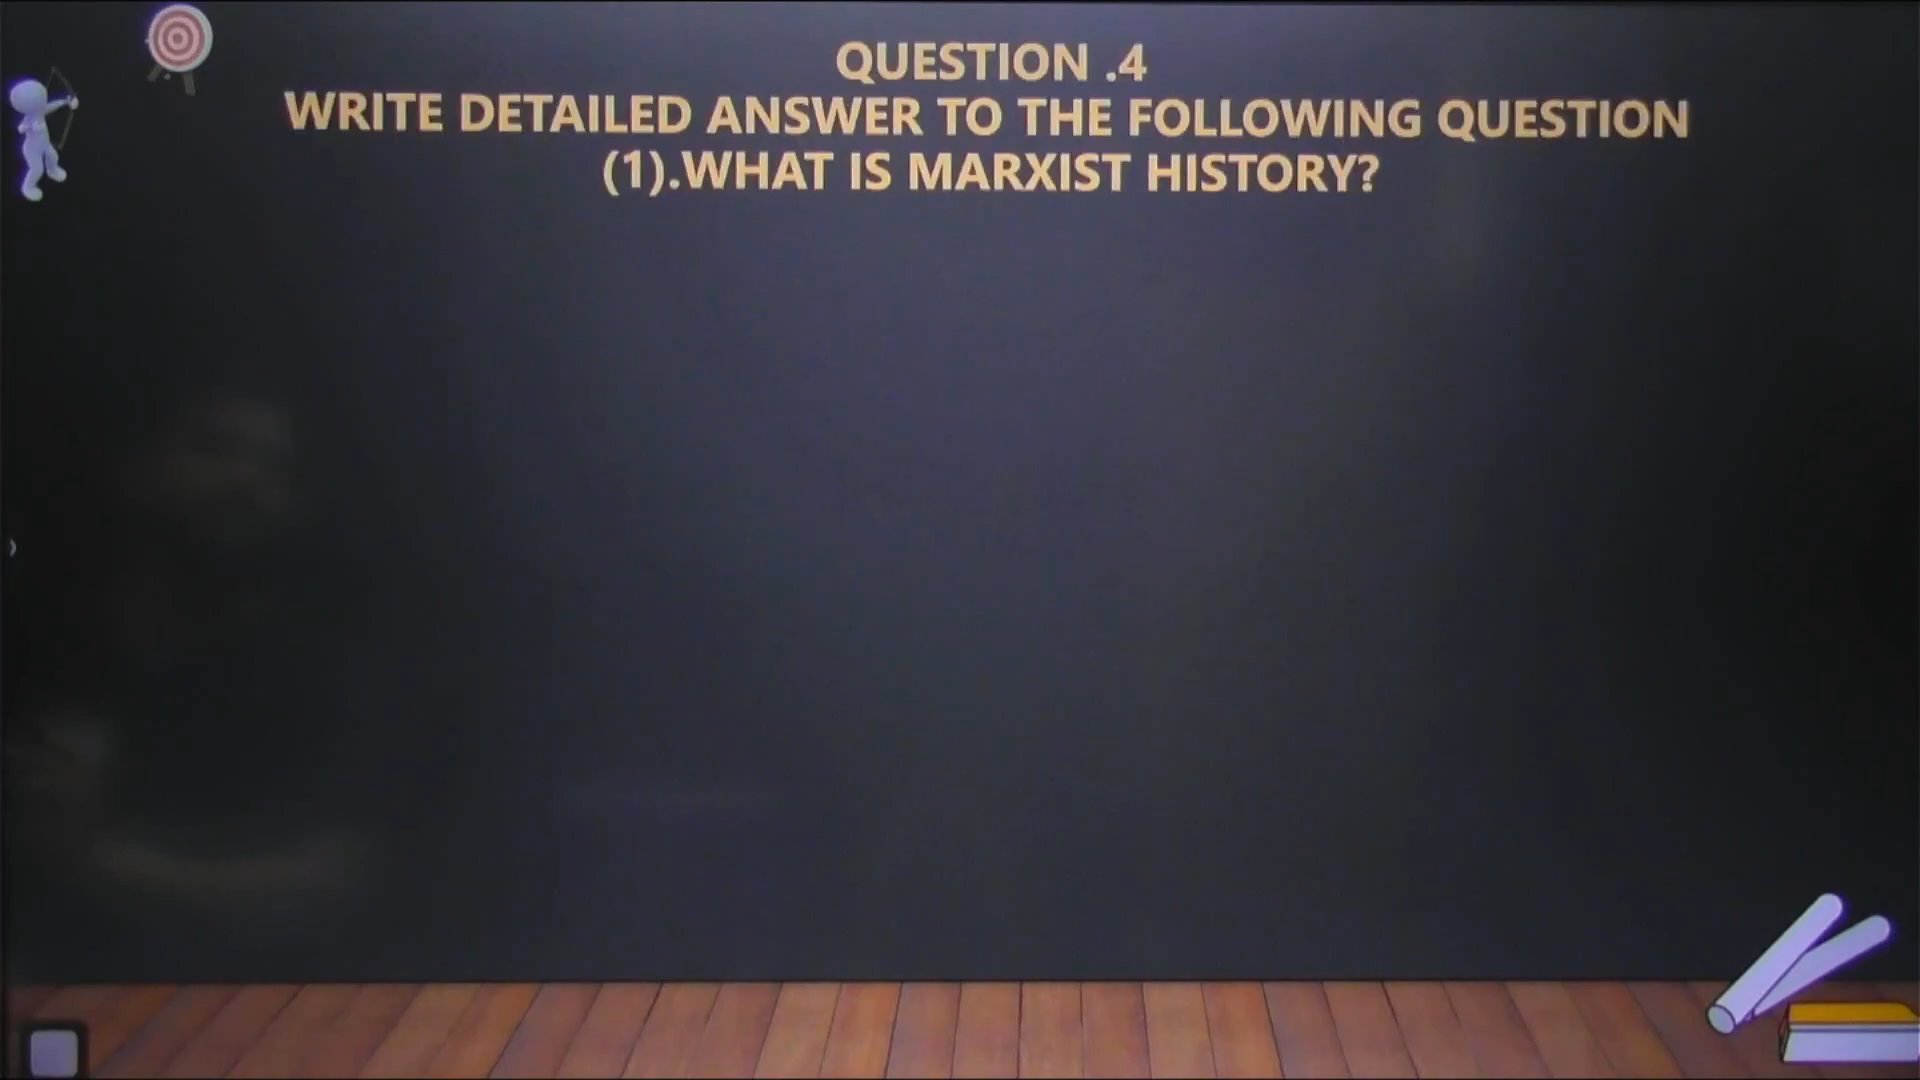 QUESTION .4
WRITE DETAILED ANSWER TO THE FOLLOWING QUESTION
(1).WHAT IS MARXIST HISTORY?